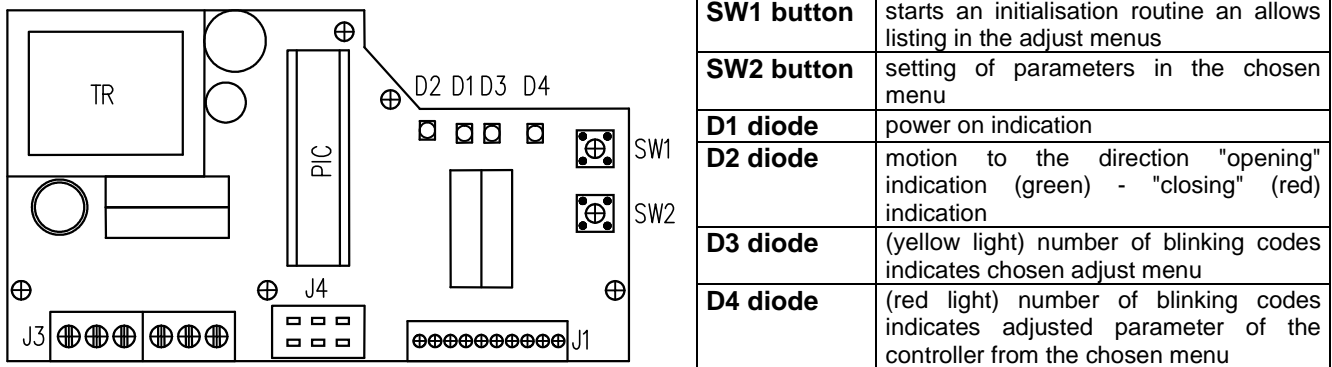 TR
PIC
D2 D1 D3 D4
SW1
SW2
J4
J3
J1
SW1 button starts an initialisation routine an allows
listing in the adjust menus
SW2 button setting of parameters in the chosen
menu
D1 diode power on indication
D2 diode motion to the direction "opening"
indication (green) - "closing" (red)
indication
D3 diode (yellow light) number of blinking codes
indicates chosen adjust menu
D4 diode (red light) number of blinking codes
indicates adjusted parameter of the
controller from the chosen menu